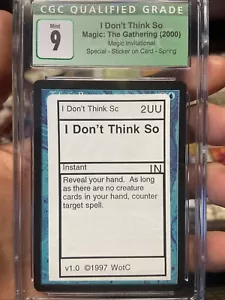 CGC QUALIFIED GRADE
Mint
9
I Don't Think So
Magic: The Gathering (2000)
Magic Invitational
Special - Sticker on Card - Spring
I Don't Think Sc 2UU
I Don't Think So
Instant IN
Reveal your hand. As long
as there are no creature
cards in your hand, counter
target spell.
v1.0 ©1997 WotC